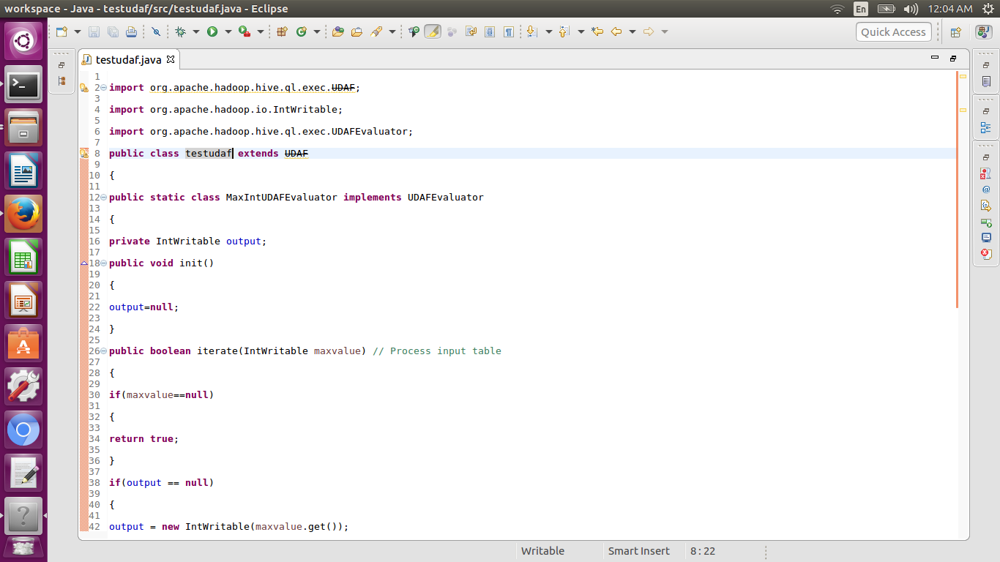 workspace - Java - testudaf/src/testudaf.java - Eclipse
En
12:04 AM
Quick Access
testudaf.java
1
2 import org.apache.hadoop.hive.ql.exec.UDAF;
3
4 import org.apache.hadoop.io.IntWritable;
5
6 import org.apache.hadoop.hive.ql.exec.UDAFEvaluator;
7
8 public class testudaf extends UDAF
9
10 {
11
12 public static class MaxIntUDAFEvaluator implements UDAFEvaluator
13
14 {
15
16 private IntWritable output;
17
18 public void init()
19
20 {
21
22 output=null;
23
24 }
25
26 public boolean iterate(IntWritable maxvalue) // Process input table
27
28 {
29
30 if(maxvalue==null)
31
32 {
33
34 return true;
35
36 }
37
38 if(output == null)
39
40 {
41
42 output = new IntWritable(maxvalue.get());
Writable
Smart Insert
8 : 22